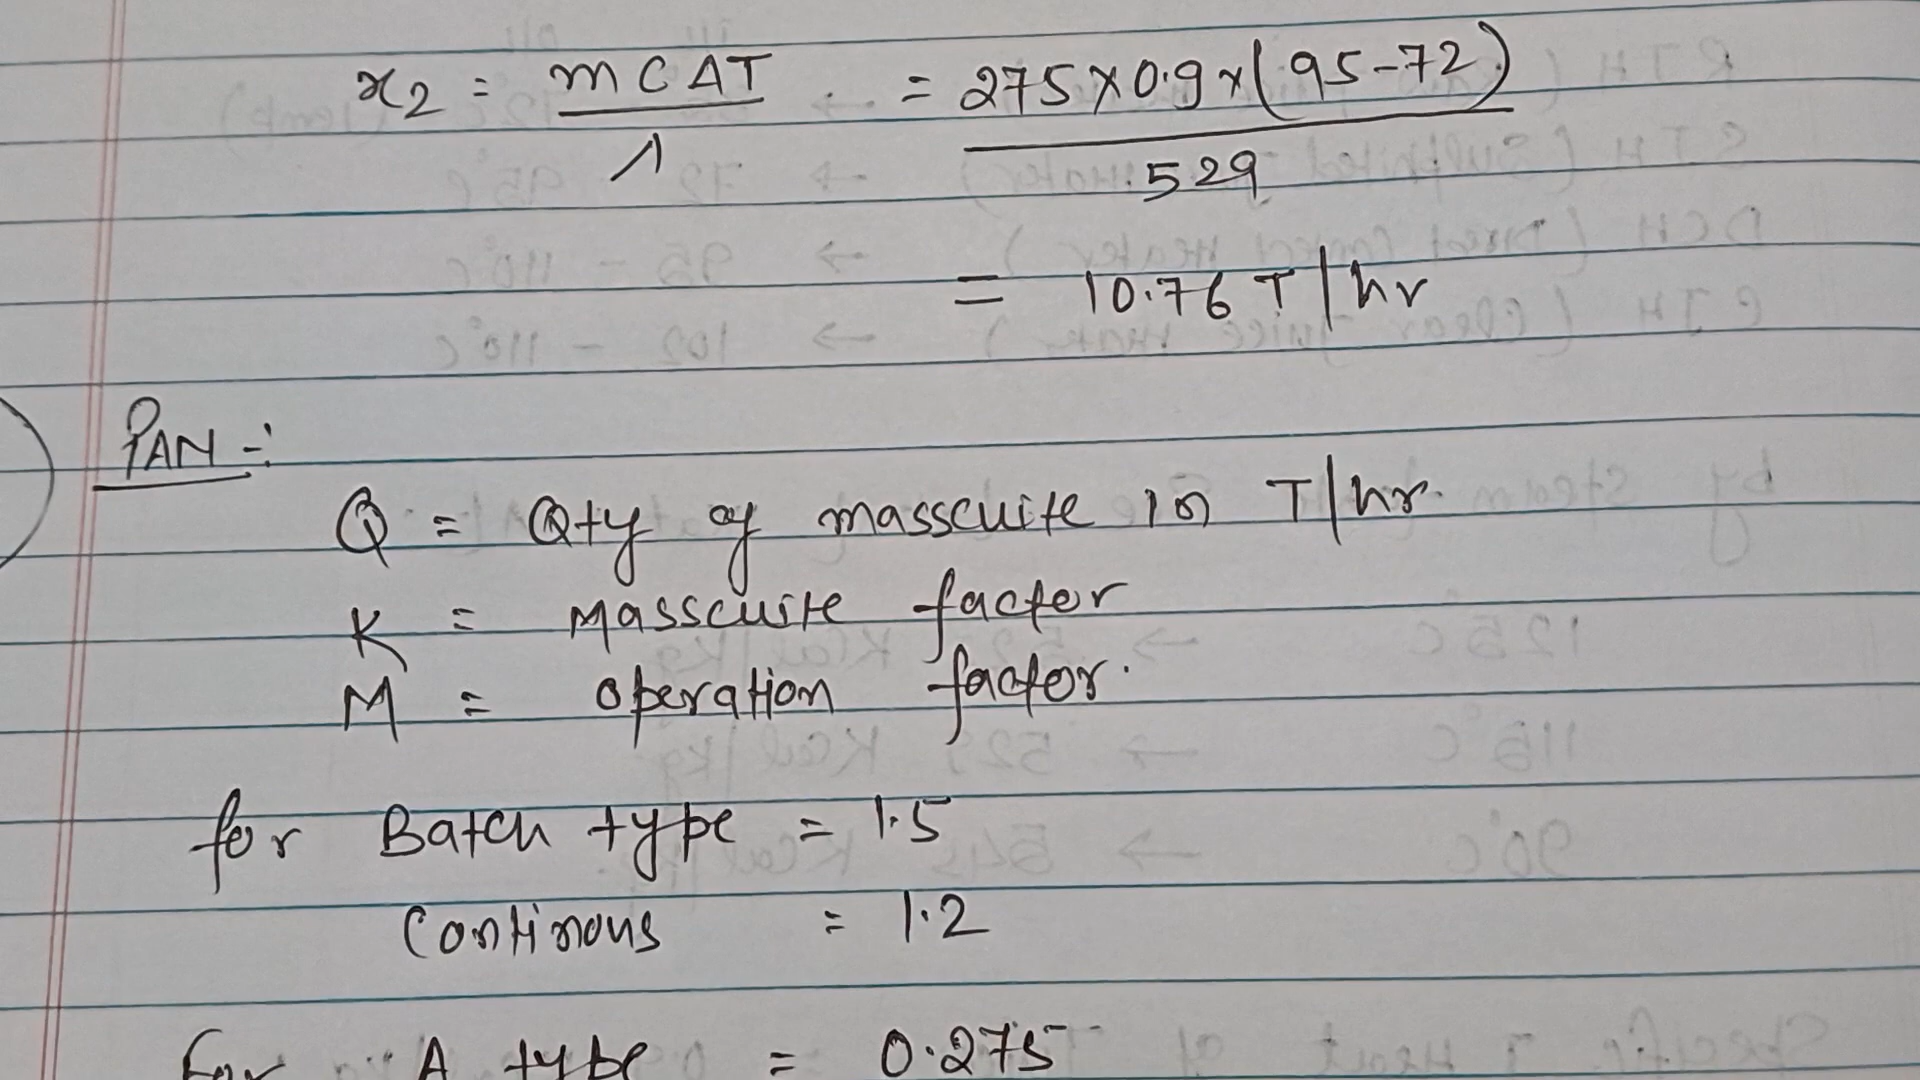 x2 = mCΔT / λ = 275×0.9×(95-72) / 529
= 10.76 T/hr
PAN -:
Q = Qty of masscuite in T/hr.
K = Masscuite factor
M = operation factor.
for Batch type = 1.5
Continous = 1.2
For A type = 0.275